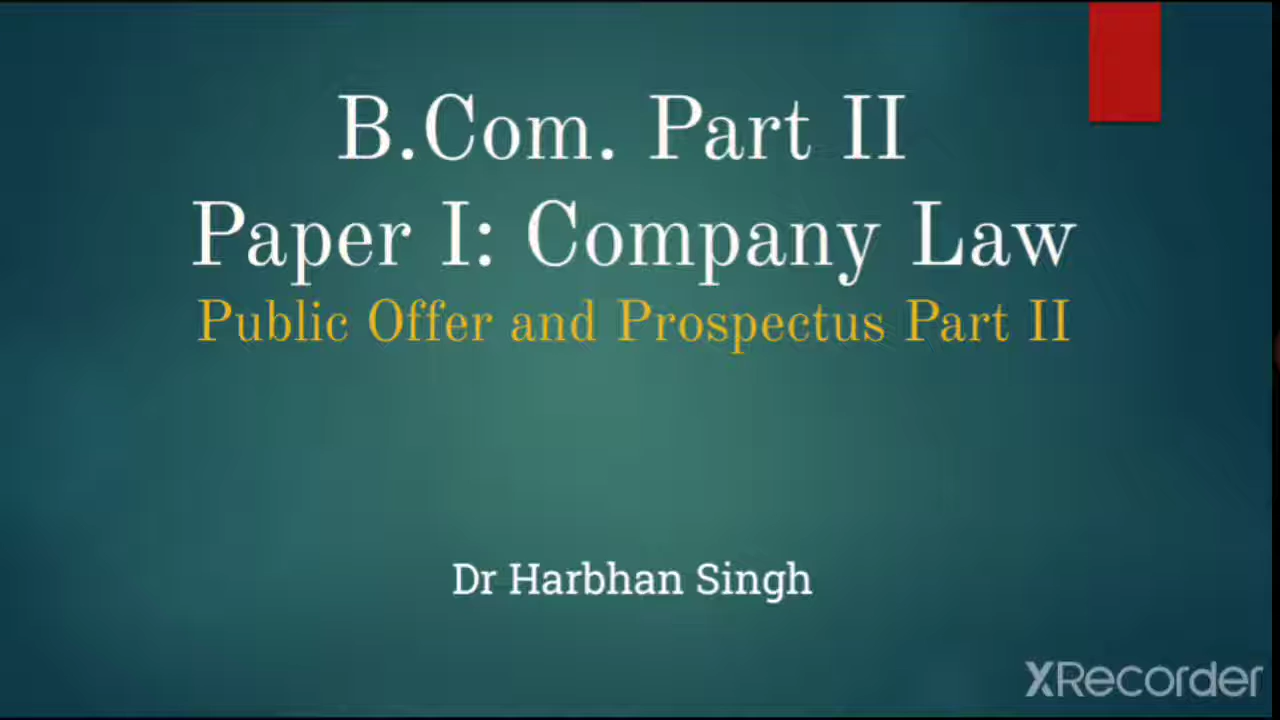 B.Com. Part II
Paper I: Company Law
Public Offer and Prospectus Part II
Dr Harbhan Singh
XRecorder